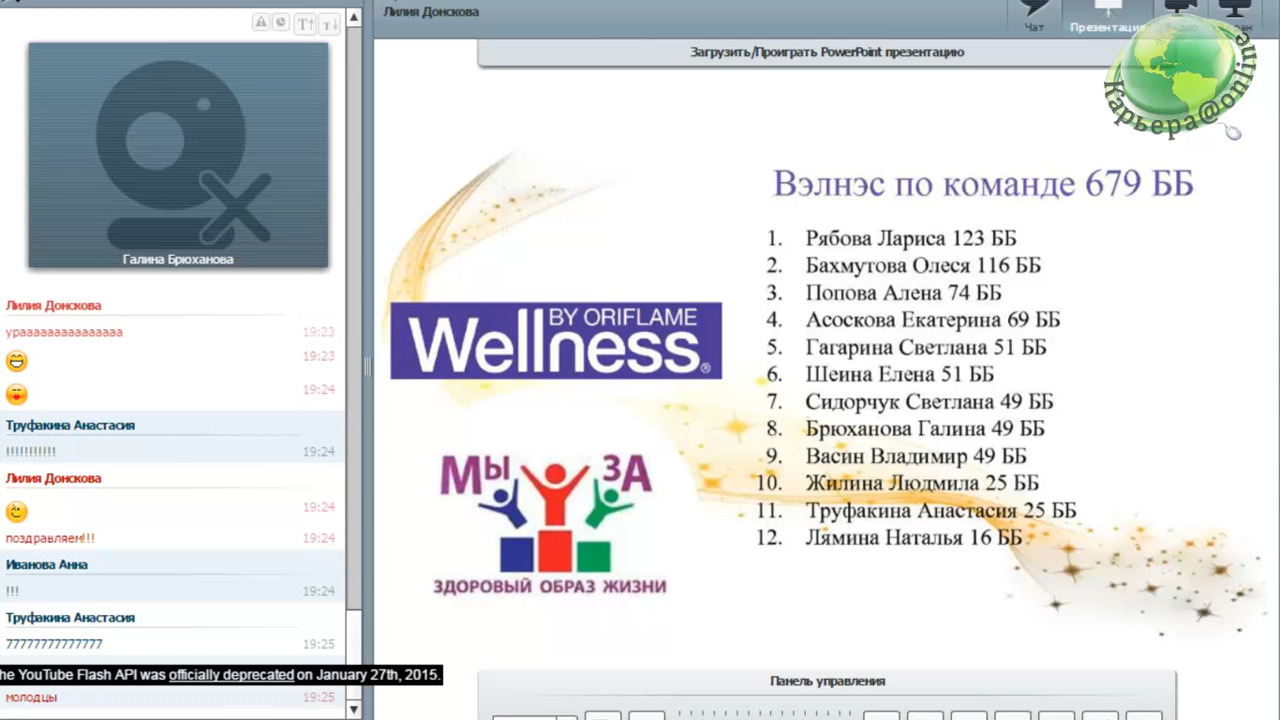 Галина Брюханова
Лилия Донскова
ураааааааааааааааа 19:23
19:23
19:24
Труфакина Анастасия
!!!!!!!!!!! 19:24
Лилия Донскова
19:24
поздравляем!!! 19:24
Иванова Анна
!!! 19:24
Труфакина Анастасия
77777777777777 19:25
he YouTube Flash API was officially deprecated on January 27th, 2015.
молодцы 19:25
Лилия Донскова
Чат
Презентация
Загрузить/Проиграть PowerPoint презентацию
Карьера@online
Вэлнэс по команде 679 ББ
1. Рябова Лариса 123 ББ
2. Бахмутова Олеся 116 ББ
3. Попова Алена 74 ББ
4. Асоскова Екатерина 69 ББ
5. Гагарина Светлана 51 ББ
6. Шеина Елена 51 ББ
7. Сидорчук Светлана 49 ББ
8. Брюханова Галина 49 ББ
9. Васин Владимир 49 ББ
10. Жилина Людмила 25 ББ
11. Труфакина Анастасия 25 ББ
12. Лямина Наталья 16 ББ
BY ORIFLAME
Wellness®
МЫ ЗА
ЗДОРОВЫЙ ОБРАЗ ЖИЗНИ
Панель управления